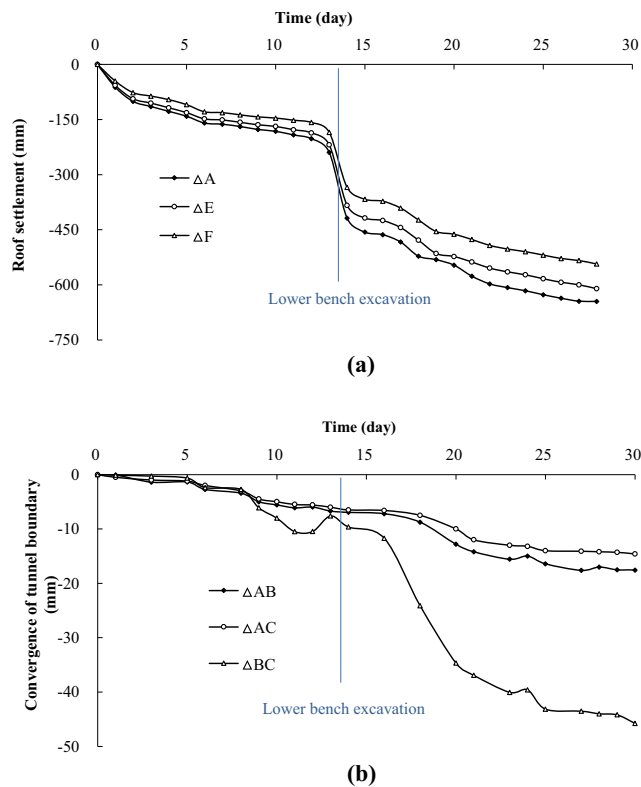 Time (day)
0 5 10 15 20 25 30
0
-150
-300
-450
-600
-750
Roof settlement (mm)
△A
△E
△F
Lower bench excavation
(a)
Time (day)
0 5 10 15 20 25 30
0
-10
-20
-30
-40
-50
Convergence of tunnel boundary
(mm)
△AB
△AC
△BC
Lower bench excavation
(b)